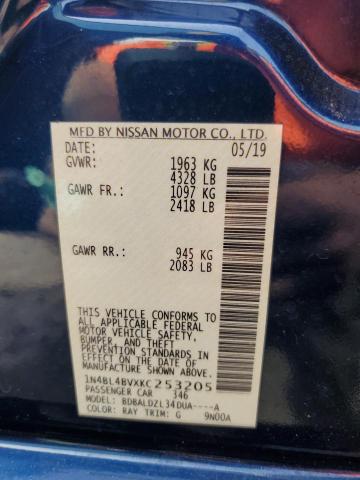 MFD BY NISSAN MOTOR CO., LTD.
DATE: 05/19
GVWR: 1963 KG
4328 LB
GAWR FR.: 1097 KG
2418 LB
GAWR RR.: 945 KG
2083 LB
THIS VEHICLE CONFORMS TO
ALL APPLICABLE FEDERAL
MOTOR VEHICLE SAFETY,
BUMPER, AND THEFT
PREVENTION STANDARDS IN
EFFECT ON THE DATE OF
MANUFACTURE SHOWN ABOVE.
1N4BL4BVXKC253205
PASSENGER CAR 346
MODEL: BDBALDZL34DUA----A
COLOR: RAY TRIM: G 9N00A